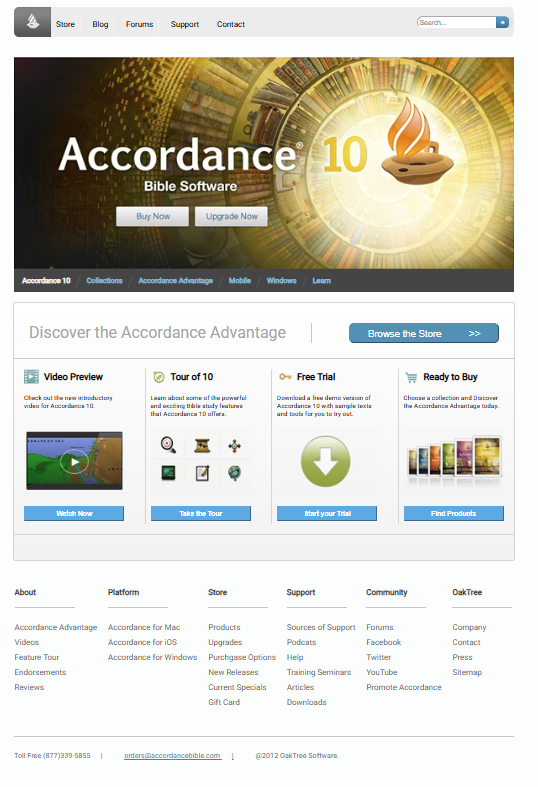 Store Blog Forums Support Contact Search...
Accordance® 10
Bible Software
Buy Now Upgrade Now
Accordance 10 / Collections / Accordance Advantage / Mobile / Windows / Learn
Discover the Accordance Advantage
Browse the Store >>
Video Preview
Check out the new introductory
video for Accordance 10.
Watch Now
Tour of 10
Learn about some of the powerful
and exciting Bible study features
that Accordance 10 offers.
Take the Tour
Free Trial
Download a free demo version of
Accordance 10 with sample texts
and tools for you to try out.
Start your Trial
Ready to Buy
Choose a collection and Discover
the Accordance Advantage today.
Find Products
About
Accordance Advantage
Videos
Feature Tour
Endorsements
Reviews
Platform
Accordance for Mac
Accordance for iOS
Accordance for Windows
Store
Products
Upgrades
Purchgase Options
New Releases
Current Specials
Gift Card
Support
Sources of Support
Podcats
Help
Training Seminars
Articles
Downloads
Community
Forums
Facebook
Twitter
YouTube
Promote Accordance
OakTree
Company
Contact
Press
Sitemap
Toll Free (877)339-5855 | orders@accordancebible.com | @2012 OakTree Software.